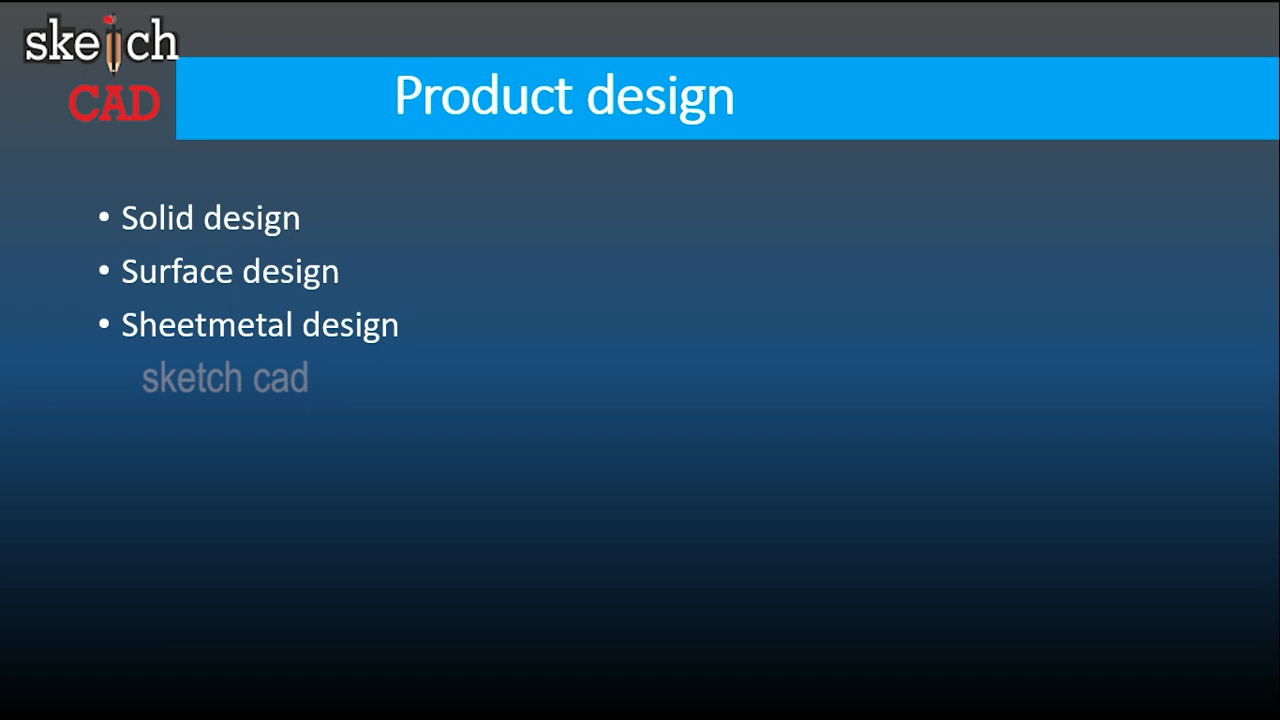 sketch
CAD
Product design
• Solid design
• Surface design
• Sheetmetal design
sketch cad